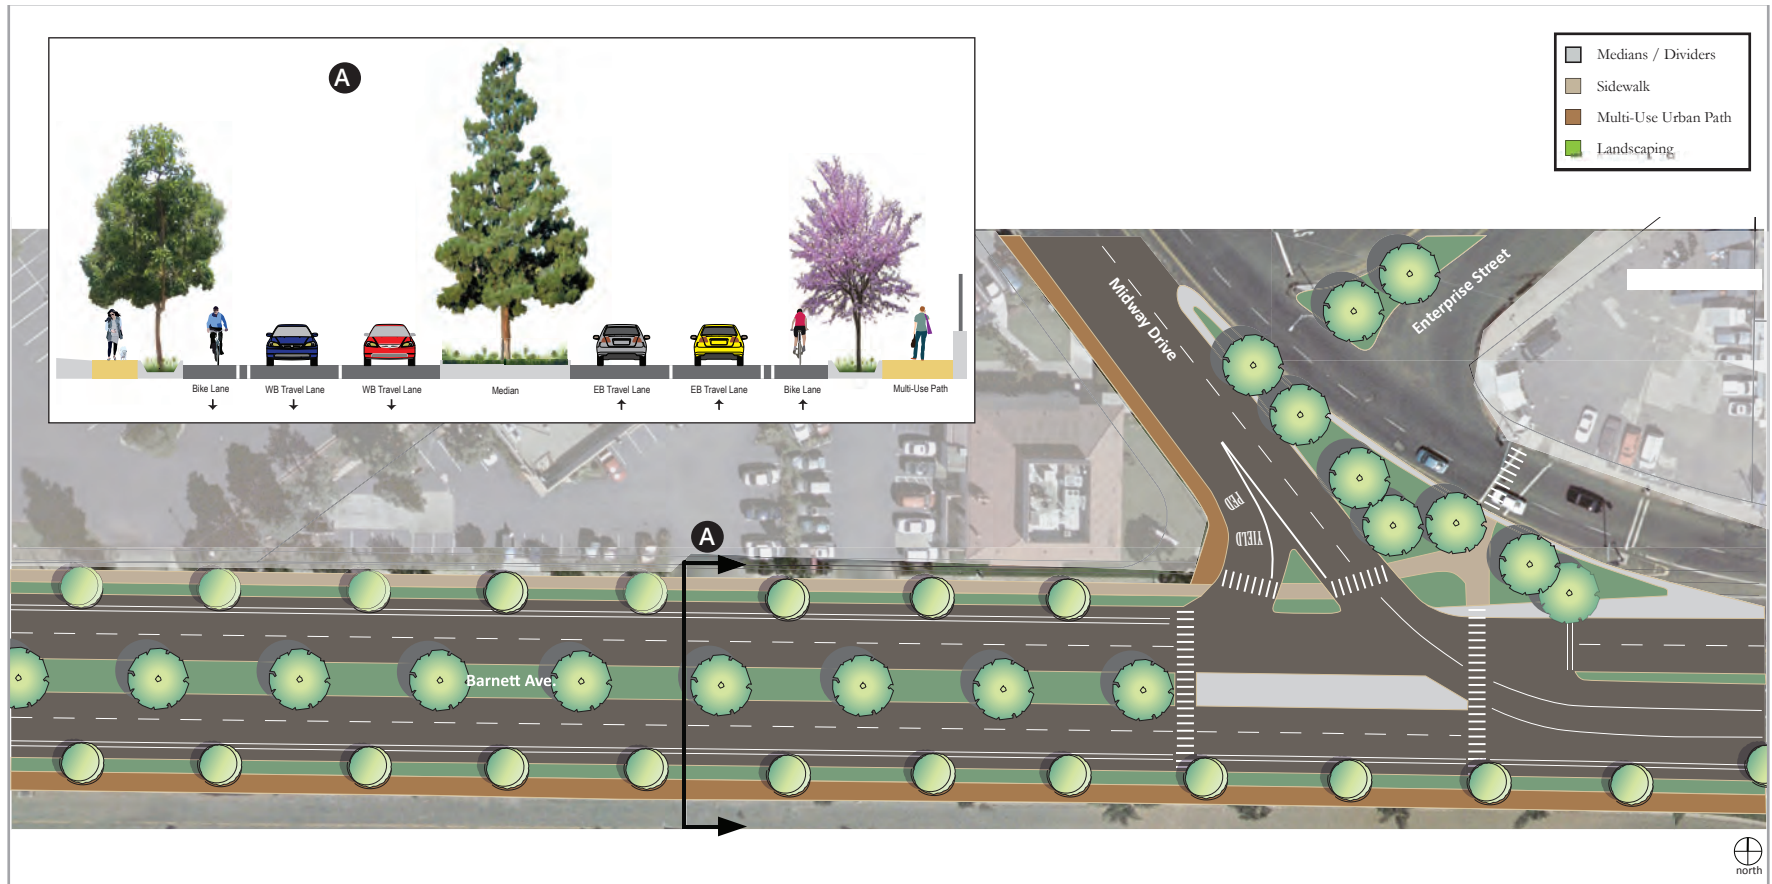 A
Bike Lane
WB Travel Lane
WB Travel Lane
Median
EB Travel Lane
EB Travel Lane
Bike Lane
Multi-Use Path
Medians / Dividers
Sidewalk
Multi-Use Urban Path
Landscaping
Midway Drive
Enterprise Street
PED
YIELD
A
Barnett Ave.
north